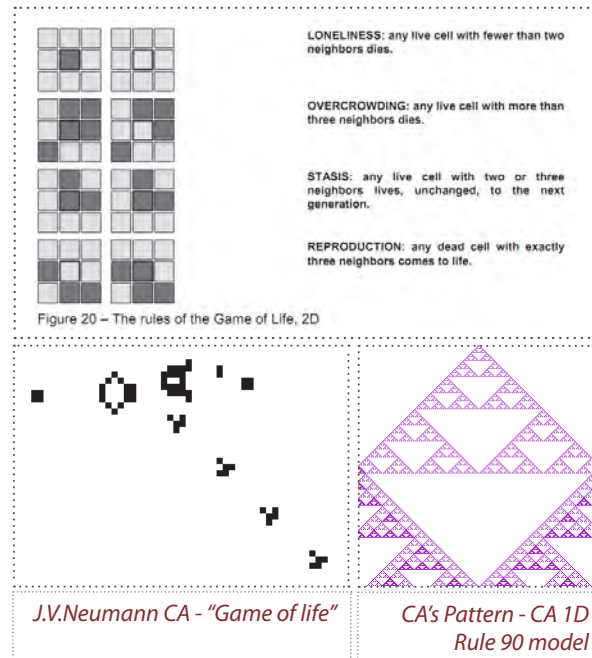 LONELINESS: any live cell with fewer than two
neighbors dies.
OVERCROWDING: any live cell with more than
three neighbors dies.
STASIS: any live cell with two or three
neighbors lives, unchanged, to the next
generation.
REPRODUCTION: any dead cell with exactly
three neighbors comes to life.
Figure 20 – The rules of the Game of Life, 2D
J.V.Neumann CA - “Game of life”
CA's Pattern - CA 1D
Rule 90 model